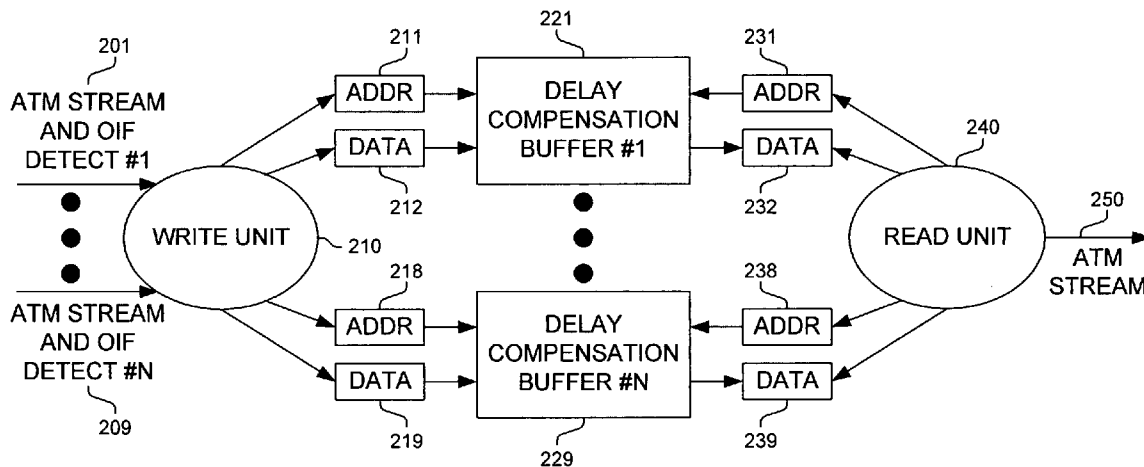 201
ATM STREAM
AND OIF
DETECT #1
WRITE UNIT
210
ATM STREAM
AND OIF
DETECT #N
209
211
ADDR
DATA
212
218
ADDR
DATA
219
221
DELAY
COMPENSATION
BUFFER #1
DELAY
COMPENSATION
BUFFER #N
229
231
ADDR
DATA
232
238
ADDR
DATA
239
240
READ UNIT
250
ATM
STREAM